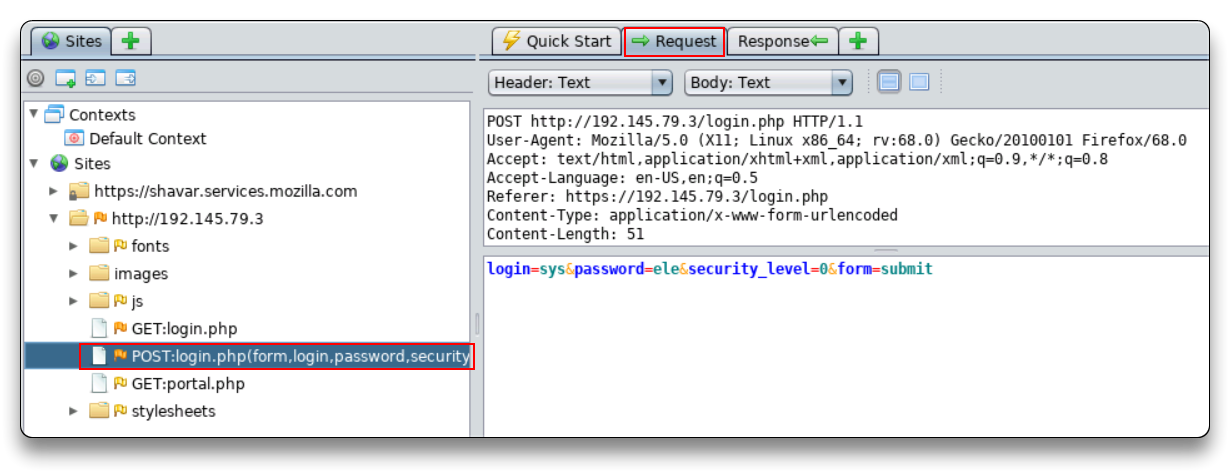 Sites
Contexts
Default Context
Sites
https://shavar.services.mozilla.com
http://192.145.79.3
fonts
images
js
GET:login.php
POST:login.php(form,login,password,security
GET:portal.php
stylesheets
Quick Start
Request
Response
Header: Text
Body: Text
POST http://192.145.79.3/login.php HTTP/1.1
User-Agent: Mozilla/5.0 (X11; Linux x86_64; rv:68.0) Gecko/20100101 Firefox/68.0
Accept: text/html,application/xhtml+xml,application/xml;q=0.9,*/*;q=0.8
Accept-Language: en-US,en;q=0.5
Referer: https://192.145.79.3/login.php
Content-Type: application/x-www-form-urlencoded
Content-Length: 51
login=sys&password=ele&security_level=0&form=submit